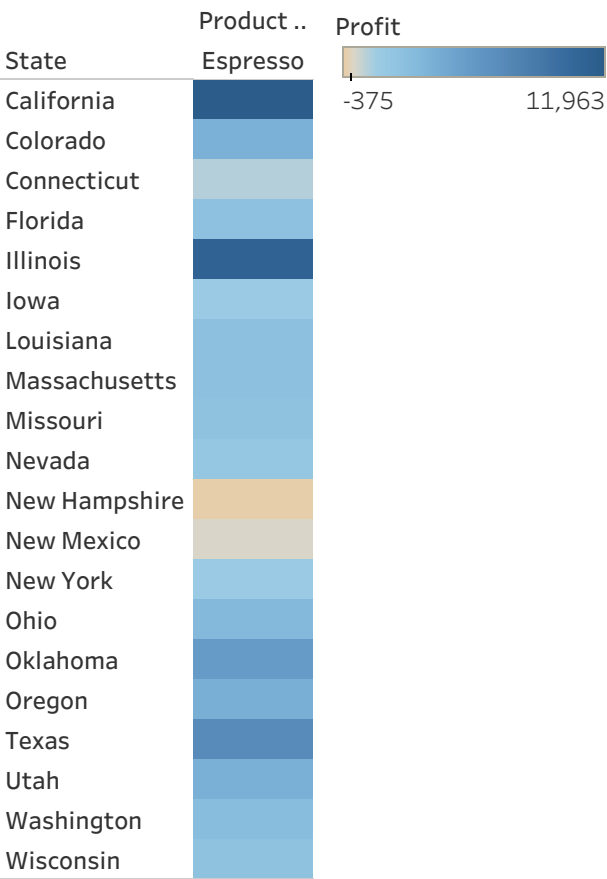 Product ..
Profit
State Espresso
-375 11,963
California
Colorado
Connecticut
Florida
Illinois
Iowa
Louisiana
Massachusetts
Missouri
Nevada
New Hampshire
New Mexico
New York
Ohio
Oklahoma
Oregon
Texas
Utah
Washington
Wisconsin